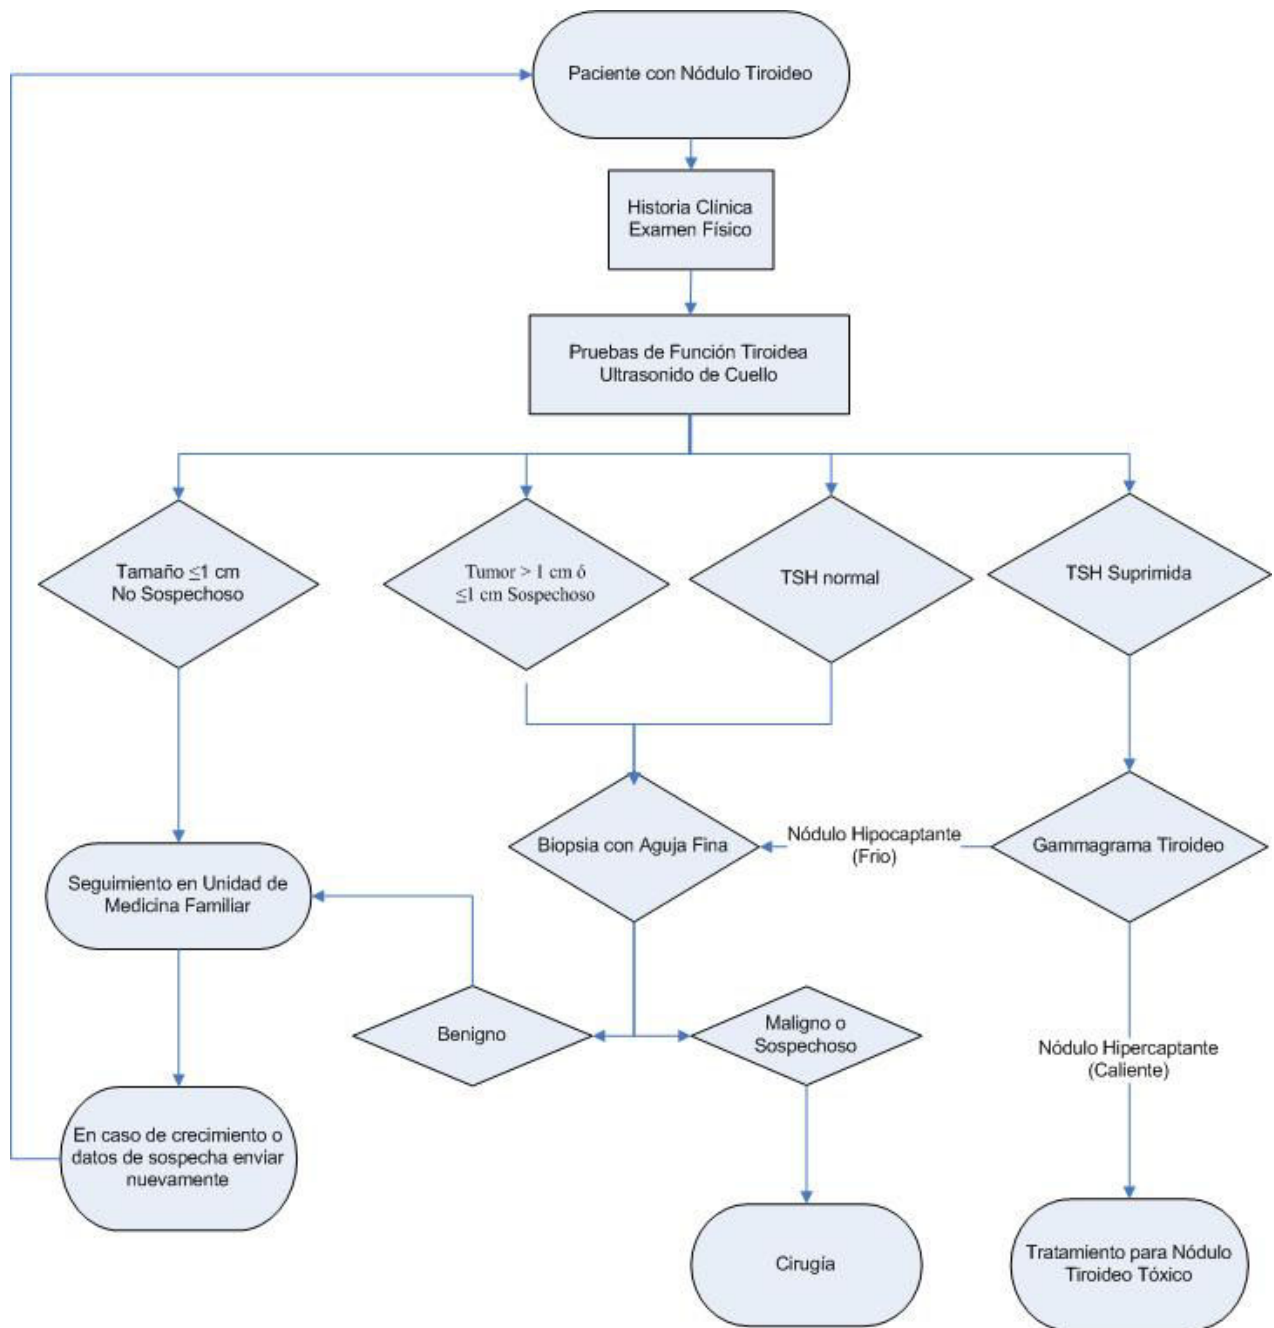 Paciente con Nódulo Tiroideo
Historia Clínica
Examen Físico
Pruebas de Función Tiroidea
Ultrasonido de Cuello
Tamaño ≤1 cm
No Sospechoso
Tumor > 1 cm ó
≤1 cm Sospechoso
TSH normal
TSH Suprimida
Biopsia con Aguja Fina
Nódulo Hipocaptante
(Frio)
Gammagrama Tiroideo
Seguimiento en Unidad de
Medicina Familiar
Benigno
Maligno o
Sospechoso
Nódulo Hipercaptante
(Caliente)
En caso de crecimiento o
datos de sospecha enviar
nuevamente
Cirugía
Tratamiento para Nódulo
Tiroideo Tóxico